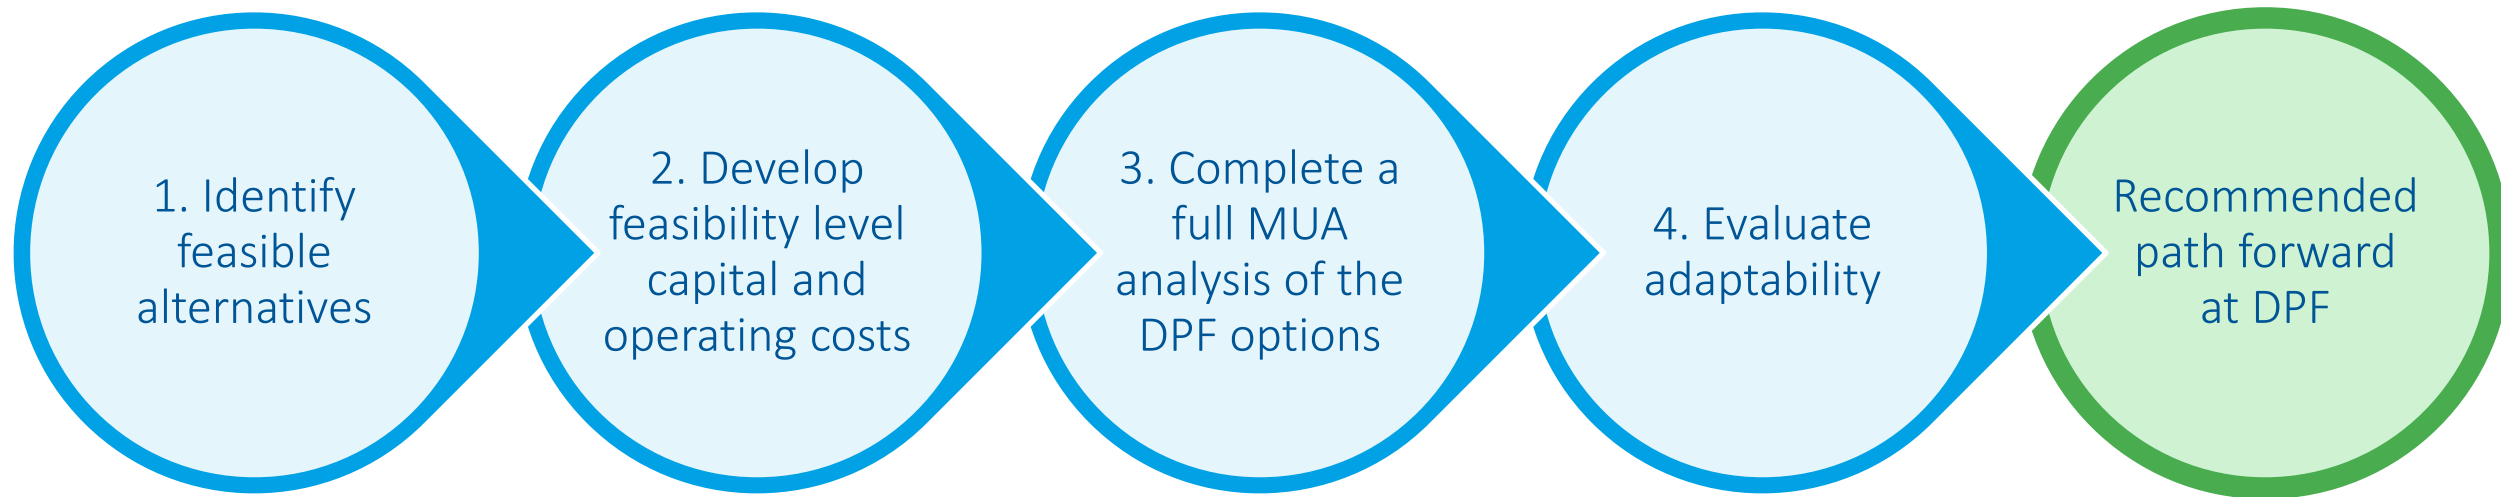 1. Identify
feasible
alternatives
2. Develop
feasibility level
capital and
operating costs
3. Complete a
full MUA
analysis of the
DPF options
4. Evaluate
adaptability
Recommended
path forward
at DPF